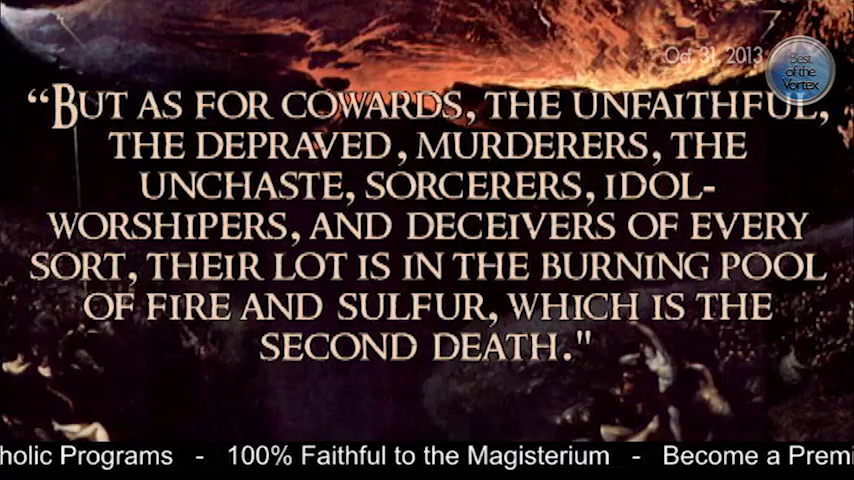 Oct. 31, 2013
Best
of the
Vortex
“BUT AS FOR COWARDS, THE UNFAITHFUL,
THE DEPRAVED, MURDERERS, THE
UNCHASTE, SORCERERS, IDOL-
WORSHIPERS, AND DECEIVERS OF EVERY
SORT, THEIR LOT IS IN THE BURNING POOL
OF FIRE AND SULFUR, WHICH IS THE
SECOND DEATH."
holic Programs - 100% Faithful to the Magisterium - Become a Premi